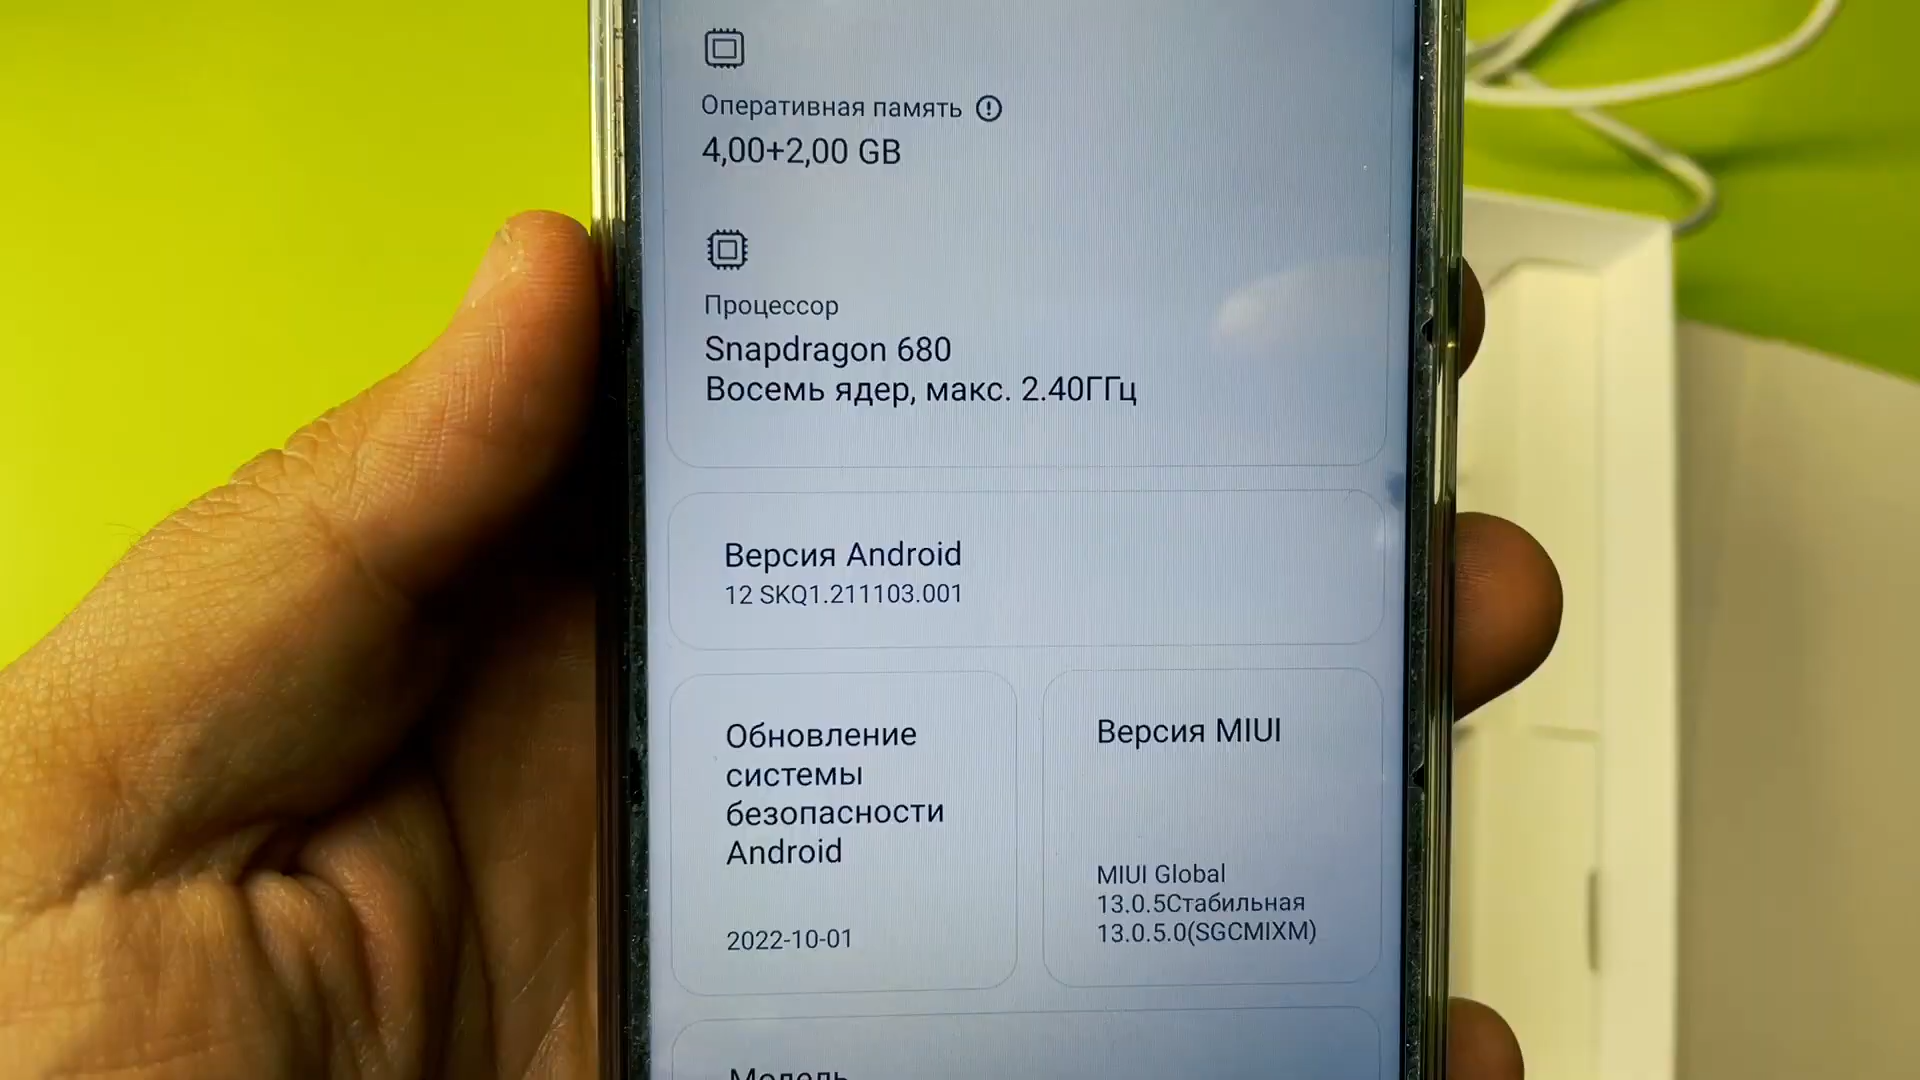 Оперативная память
4,00+2,00 GB
Процессор
Snapdragon 680
Восемь ядер, макс. 2.40ГГц
Версия Android
12 SKQ1.211103.001
Обновление
системы
безопасности
Android
2022-10-01
Версия MIUI
MIUI Global
13.0.5Стабильная
13.0.5.0(SGCMIXM)
Модель